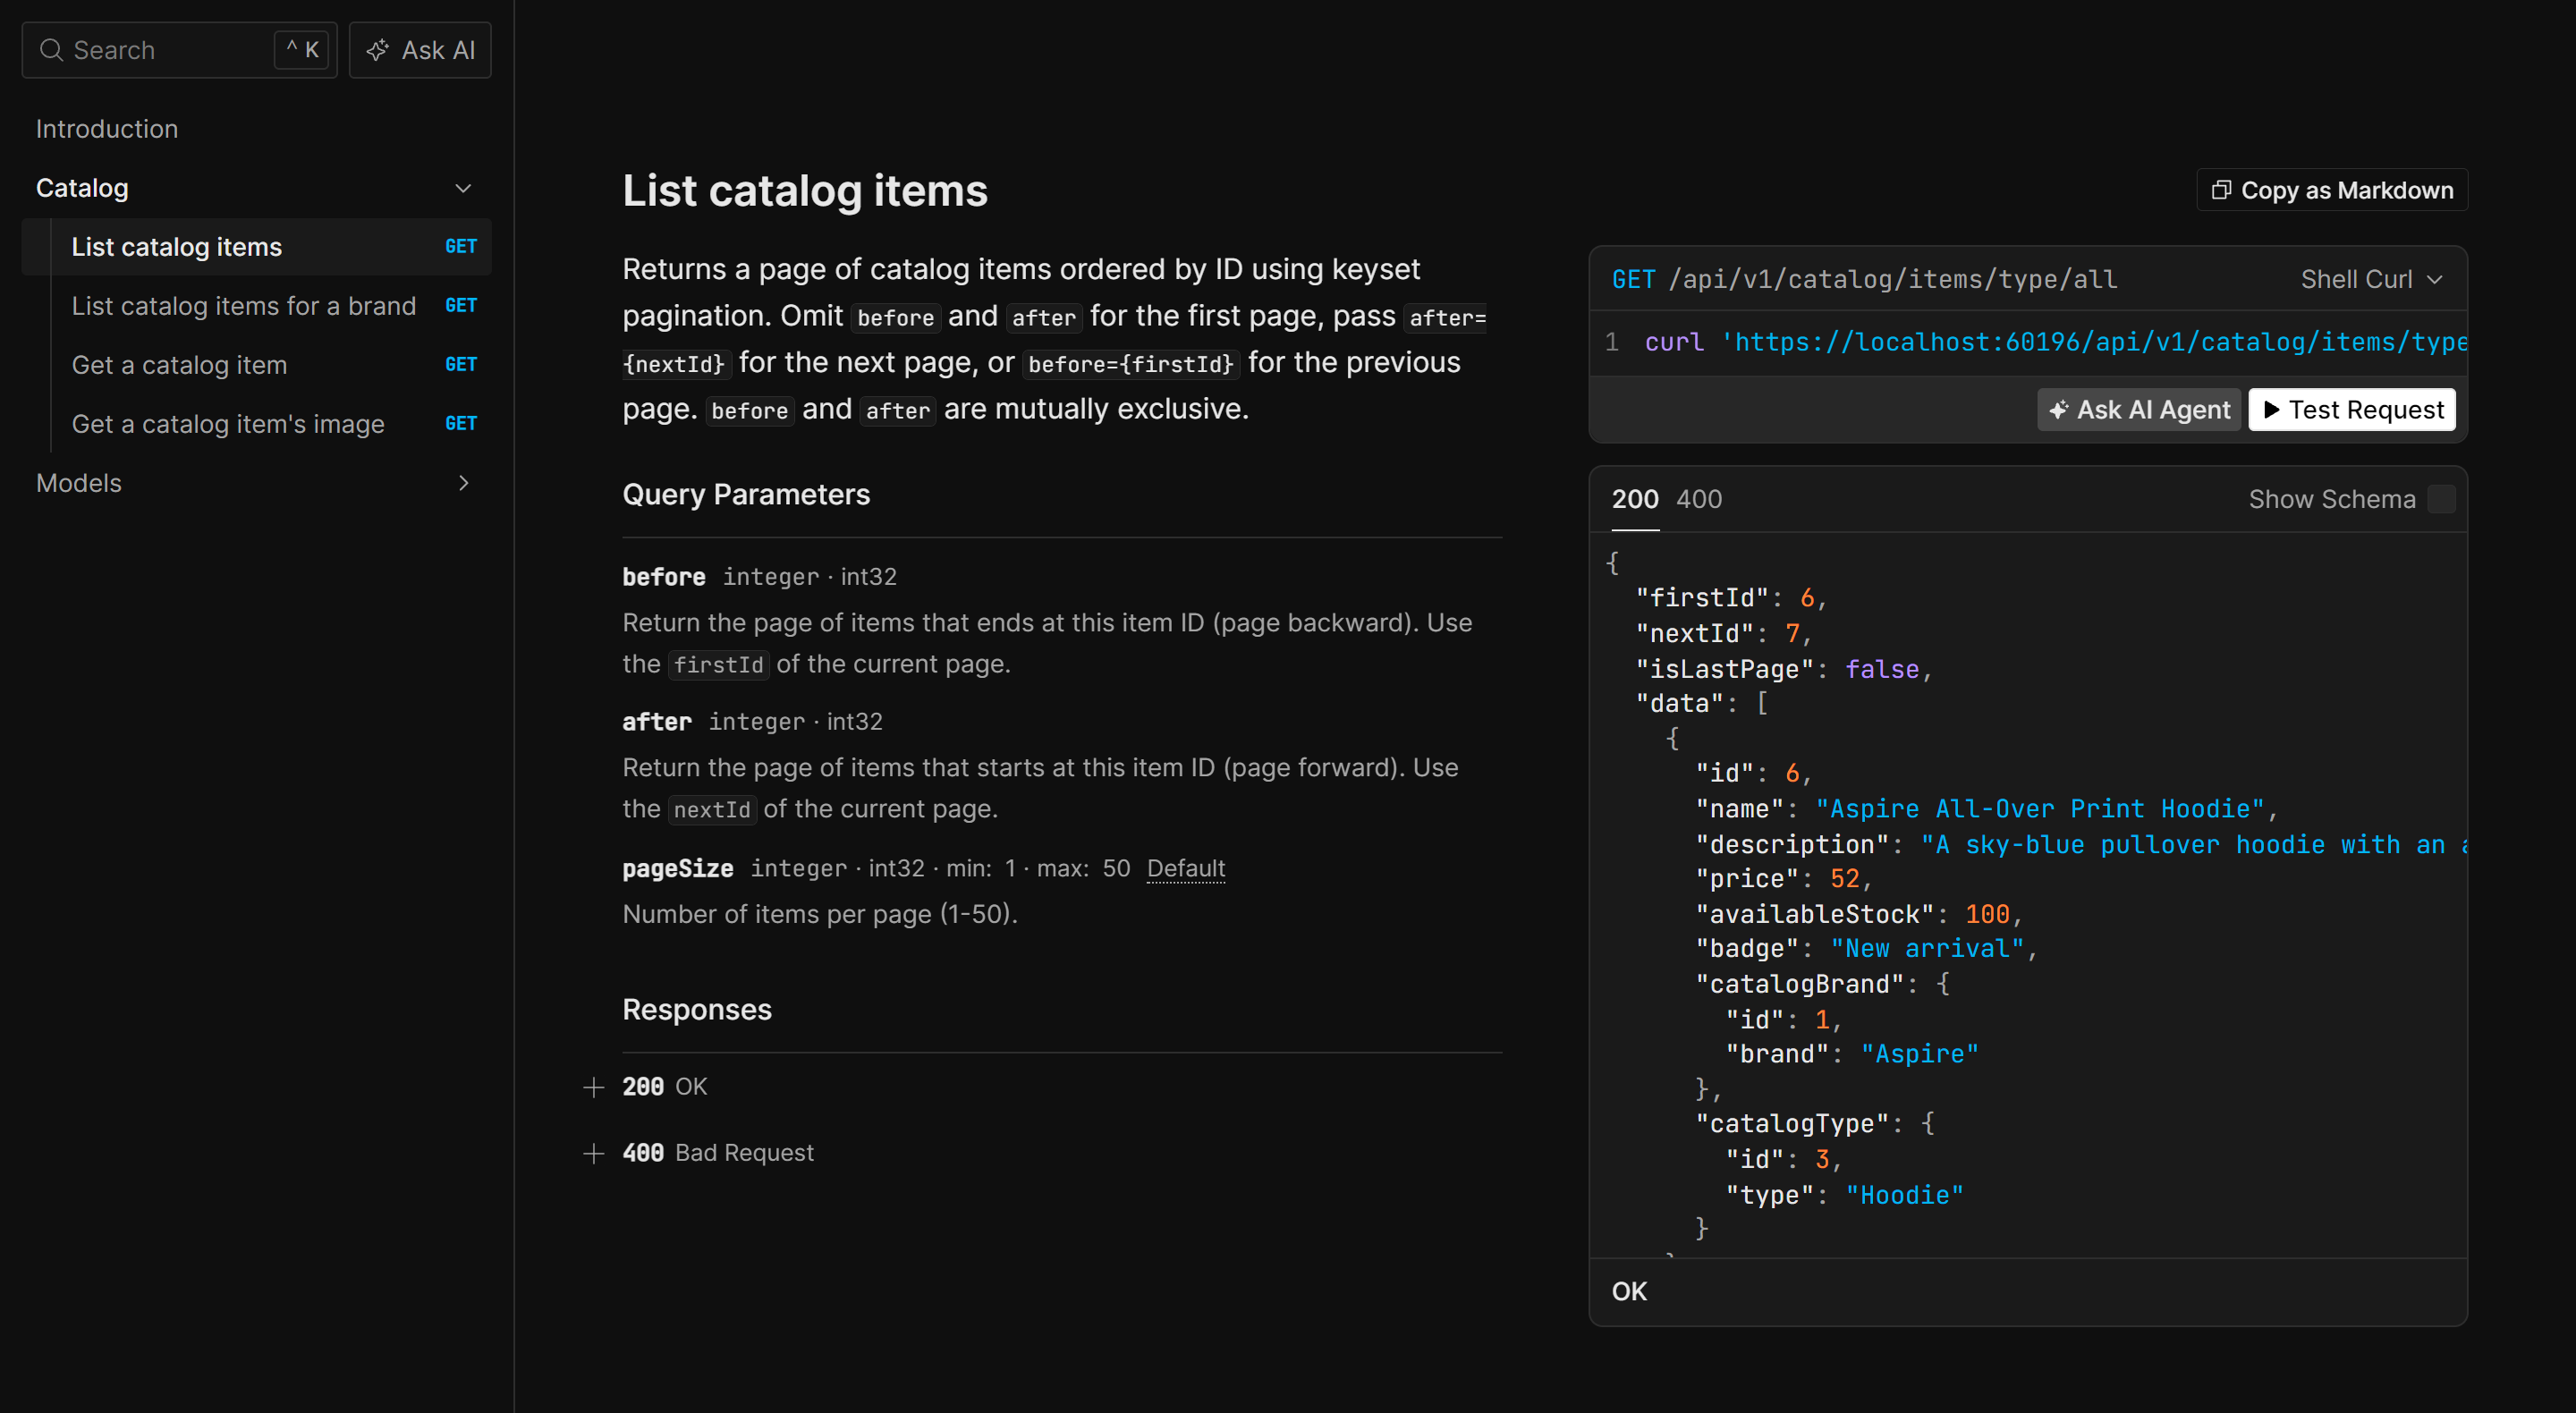 Search ^ K Ask AI
Introduction
Catalog
List catalog items GET
List catalog items for a brand GET
Get a catalog item GET
Get a catalog item's image GET
Models
List catalog items
Returns a page of catalog items ordered by ID using keyset
pagination. Omit before and after for the first page, pass after=
{nextId} for the next page, or before={firstId} for the previous
page. before and after are mutually exclusive.
Query Parameters
before integer · int32
Return the page of items that ends at this item ID (page backward). Use
the firstId of the current page.
after integer · int32
Return the page of items that starts at this item ID (page forward). Use
the nextId of the current page.
pageSize integer · int32 · min: 1 · max: 50 Default
Number of items per page (1-50).
Responses
200 OK
400 Bad Request
Copy as Markdown
GET /api/v1/catalog/items/type/all Shell Curl
1 curl 'https://localhost:60196/api/v1/catalog/items/type
Ask AI Agent Test Request
200 400 Show Schema
{
"firstId": 6,
"nextId": 7,
"isLastPage": false,
"data": [
{
"id": 6,
"name": "Aspire All-Over Print Hoodie",
"description": "A sky-blue pullover hoodie with an a
"price": 52,
"availableStock": 100,
"badge": "New arrival",
"catalogBrand": {
"id": 1,
"brand": "Aspire"
},
"catalogType": {
"id": 3,
"type": "Hoodie"
}
OK